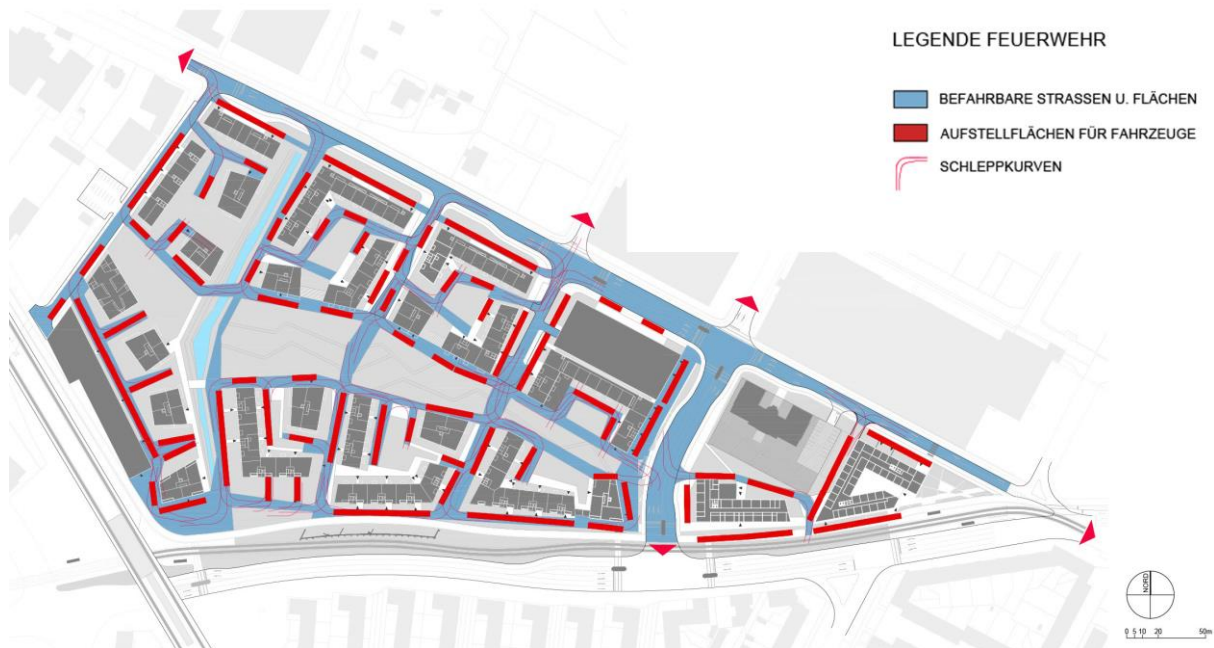 LEGENDE FEUERWEHR
BEFAHRBARE STRASSEN U. FLÄCHEN
AUFSTELLFLÄCHEN FÜR FAHRZEUGE
SCHLEPPKURVEN
NORD
0 5 10 20 50m